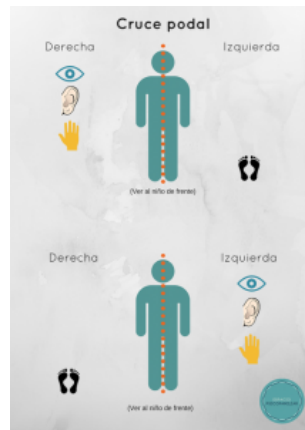 Cruce podal
Derecha
Izquierda
(Ver al niño de frente)
Derecha
Izquierda
(Ver al niño de frente)